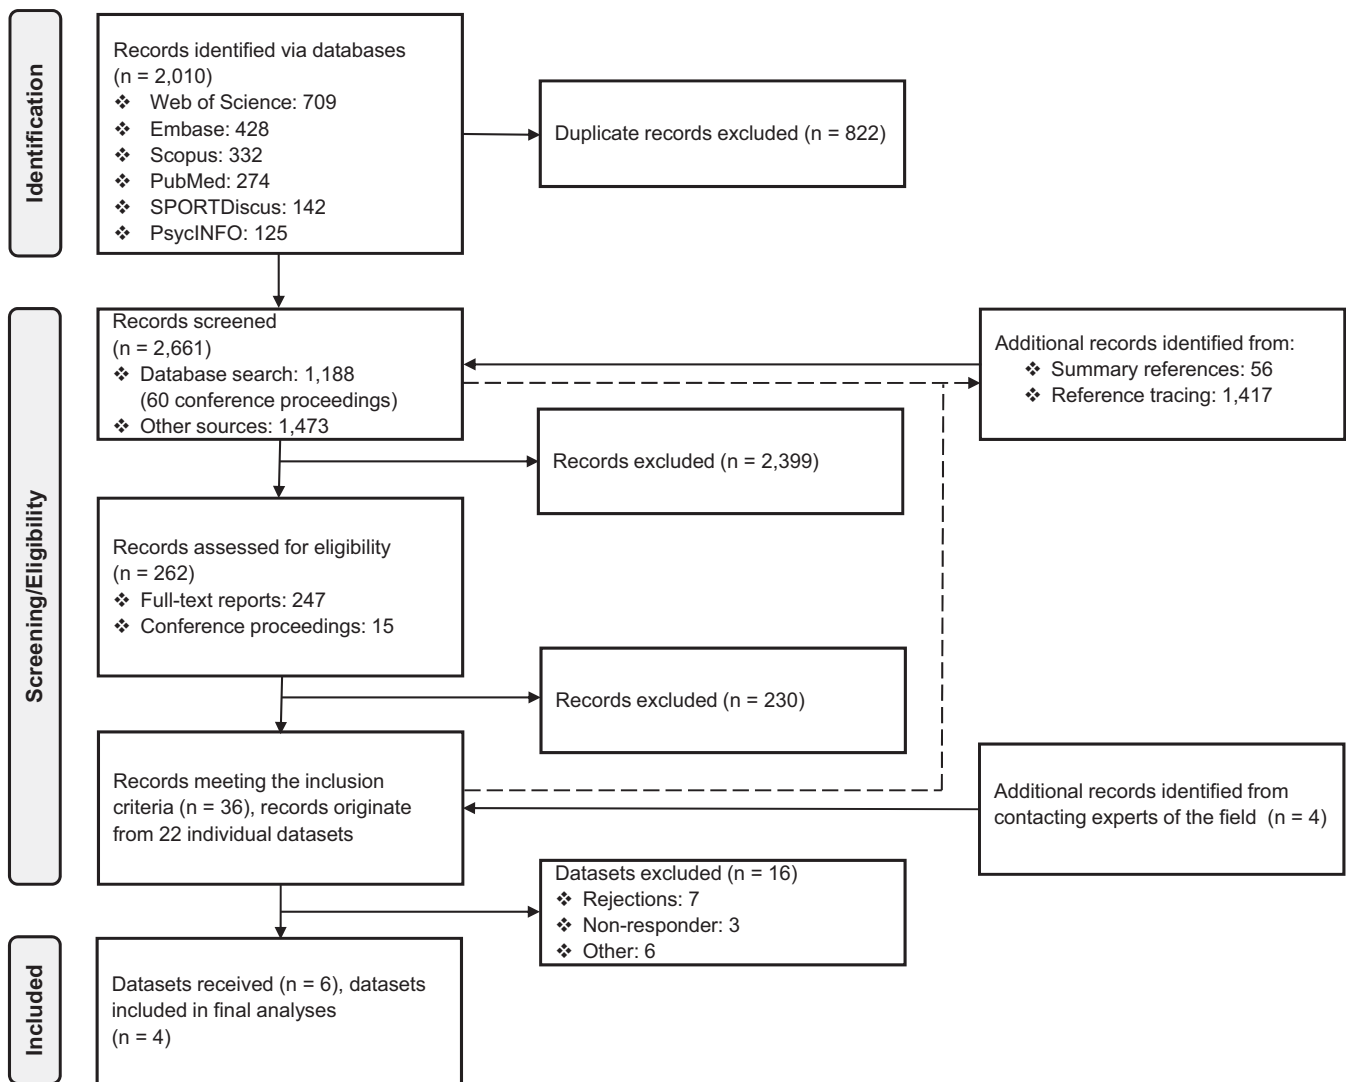 Identification
Records identified via databases
(n = 2,010)
❖ Web of Science: 709
❖ Embase: 428
❖ Scopus: 332
❖ PubMed: 274
❖ SPORTDiscus: 142
❖ PsycINFO: 125
Duplicate records excluded (n = 822)
Screening/Eligibility
Records screened
(n = 2,661)
❖ Database search: 1,188
(60 conference proceedings)
❖ Other sources: 1,473
Additional records identified from:
❖ Summary references: 56
❖ Reference tracing: 1,417
Records excluded (n = 2,399)
Records assessed for eligibility
(n = 262)
❖ Full-text reports: 247
❖ Conference proceedings: 15
Records excluded (n = 230)
Records meeting the inclusion
criteria (n = 36), records originate
from 22 individual datasets
Additional records identified from
contacting experts of the field (n = 4)
Datasets excluded (n = 16)
❖ Rejections: 7
❖ Non-responder: 3
❖ Other: 6
Included
Datasets received (n = 6), datasets
included in final analyses
(n = 4)